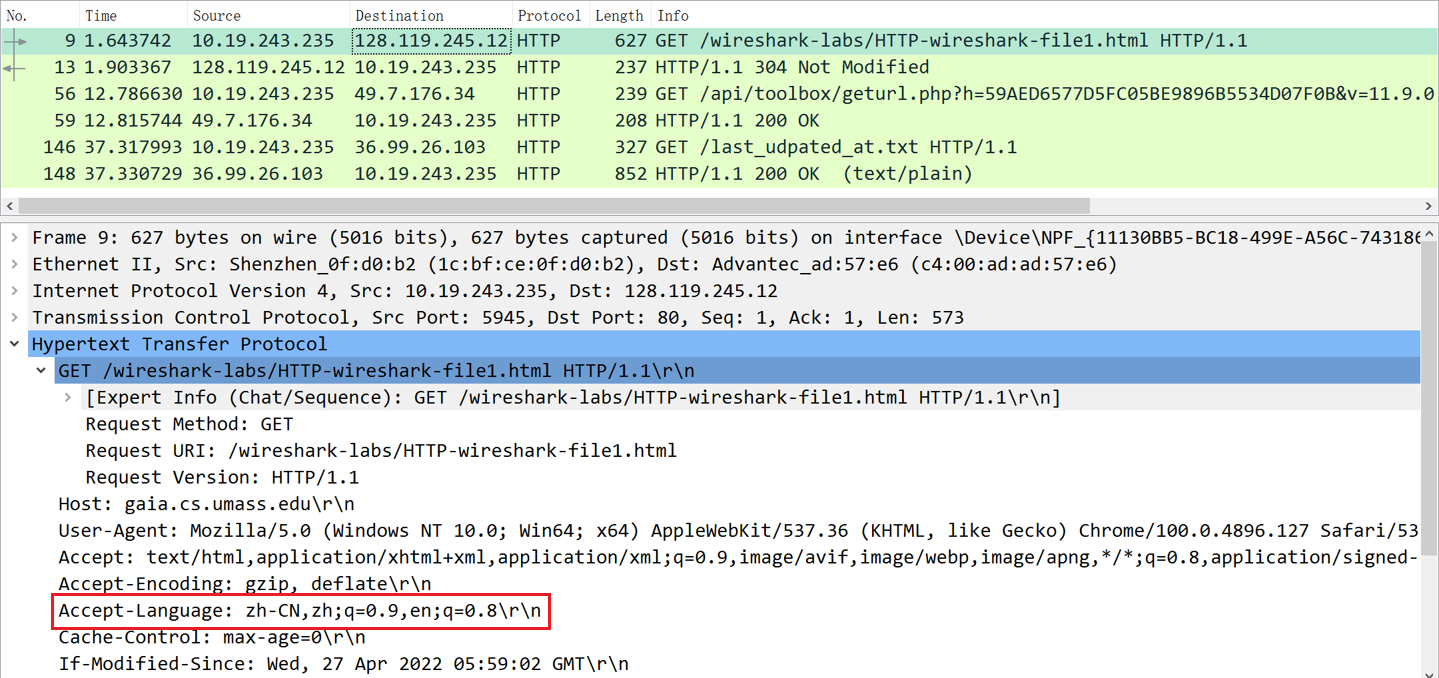 No. Time Source Destination Protocol Length Info
9 1.643742 10.19.243.235 128.119.245.12 HTTP 627 GET /wireshark-labs/HTTP-wireshark-file1.html HTTP/1.1
13 1.903367 128.119.245.12 10.19.243.235 HTTP 237 HTTP/1.1 304 Not Modified
56 12.786630 10.19.243.235 49.7.176.34 HTTP 239 GET /api/toolbox/geturl.php?h=59AED6577D5FC05BE9896B5534D07F0B&v=11.9.0
59 12.815744 49.7.176.34 10.19.243.235 HTTP 208 HTTP/1.1 200 OK
146 37.317993 10.19.243.235 36.99.26.103 HTTP 327 GET /last_udpated_at.txt HTTP/1.1
148 37.330729 36.99.26.103 10.19.243.235 HTTP 852 HTTP/1.1 200 OK (text/plain)
Frame 9: 627 bytes on wire (5016 bits), 627 bytes captured (5016 bits) on interface \Device\NPF_{11130BB5-BC18-499E-A56C-743186
Ethernet II, Src: Shenzhen_0f:d0:b2 (1c:bf:ce:0f:d0:b2), Dst: Advantec_ad:57:e6 (c4:00:ad:ad:57:e6)
Internet Protocol Version 4, Src: 10.19.243.235, Dst: 128.119.245.12
Transmission Control Protocol, Src Port: 5945, Dst Port: 80, Seq: 1, Ack: 1, Len: 573
Hypertext Transfer Protocol
GET /wireshark-labs/HTTP-wireshark-file1.html HTTP/1.1\r\n
[Expert Info (Chat/Sequence): GET /wireshark-labs/HTTP-wireshark-file1.html HTTP/1.1\r\n]
Request Method: GET
Request URI: /wireshark-labs/HTTP-wireshark-file1.html
Request Version: HTTP/1.1
Host: gaia.cs.umass.edu\r\n
User-Agent: Mozilla/5.0 (Windows NT 10.0; Win64; x64) AppleWebKit/537.36 (KHTML, like Gecko) Chrome/100.0.4896.127 Safari/53
Accept: text/html,application/xhtml+xml,application/xml;q=0.9,image/avif,image/webp,image/apng,*/*;q=0.8,application/signed-
Accept-Encoding: gzip, deflate\r\n
Accept-Language: zh-CN,zh;q=0.9,en;q=0.8\r\n
Cache-Control: max-age=0\r\n
If-Modified-Since: Wed, 27 Apr 2022 05:59:02 GMT\r\n